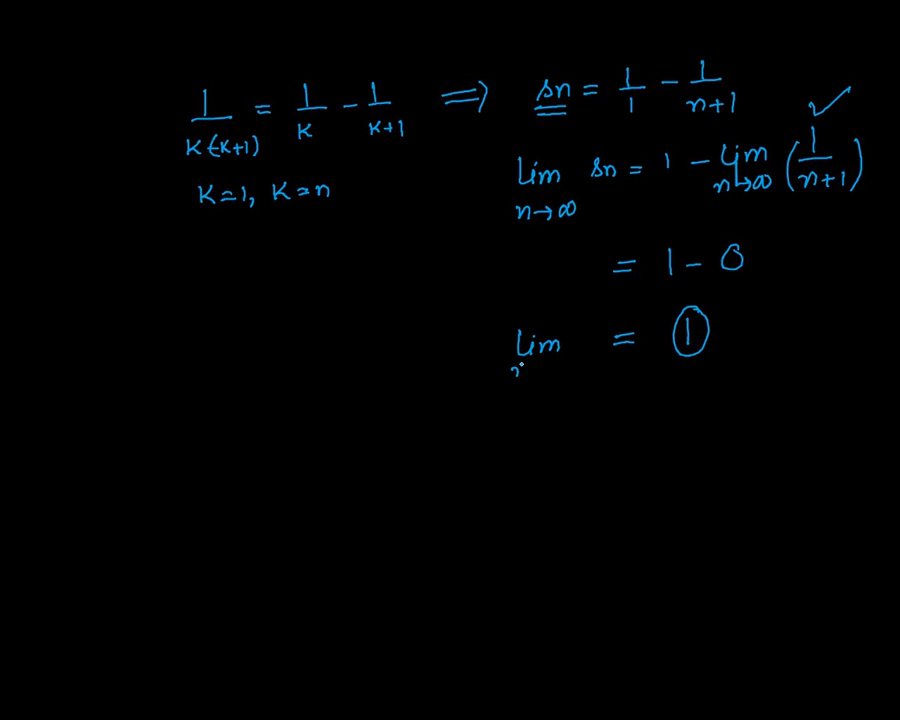 1/K(K+1) = 1/K - 1/K+1 ⟹ sn = 1/1 - 1/n+1 ✓
K=1, K=n
lim n→∞ sn = 1 - lim n→∞ (1/n+1)
= 1 - 0
lim n = 1